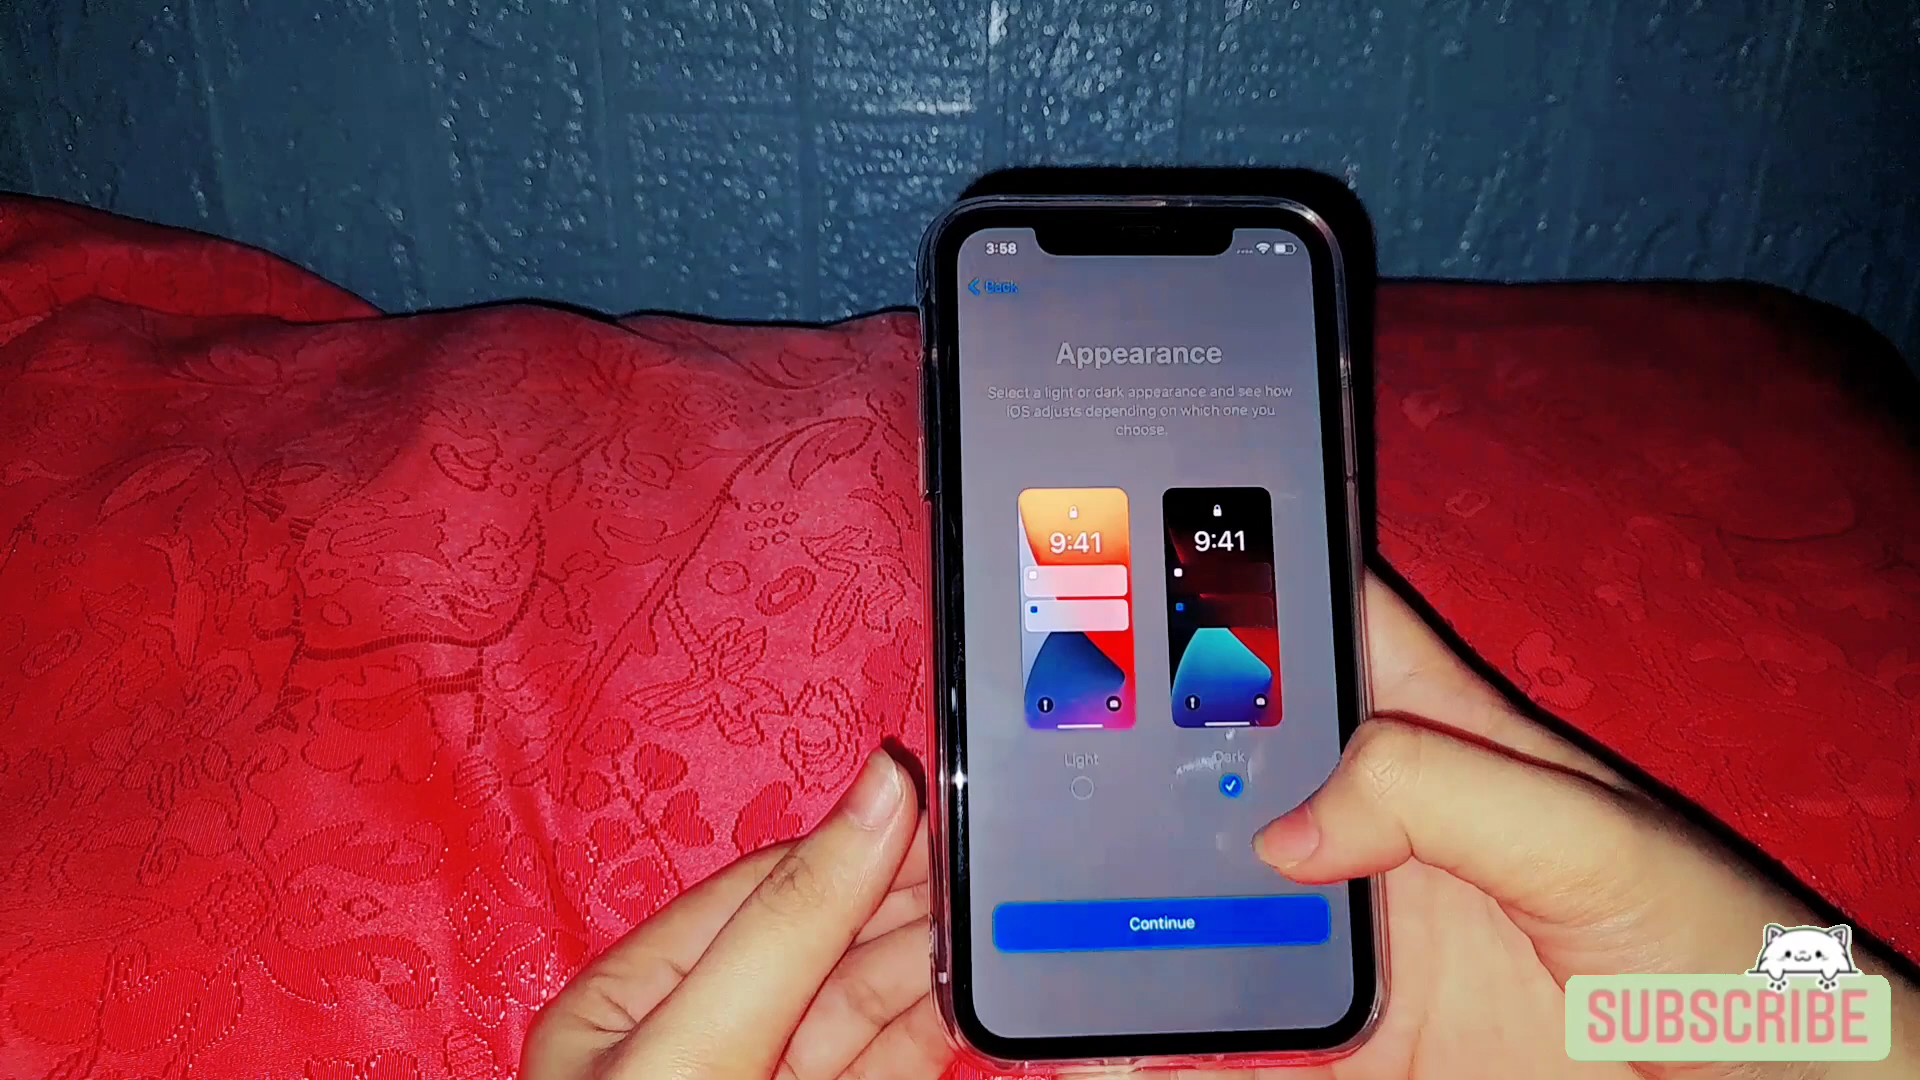 3:58
Back
Appearance
Select a light or dark appearance and see how
iOS adjusts depending on which one you
choose.
9:41
9:41
Light
Dark
Continue
SUBSCRIBE